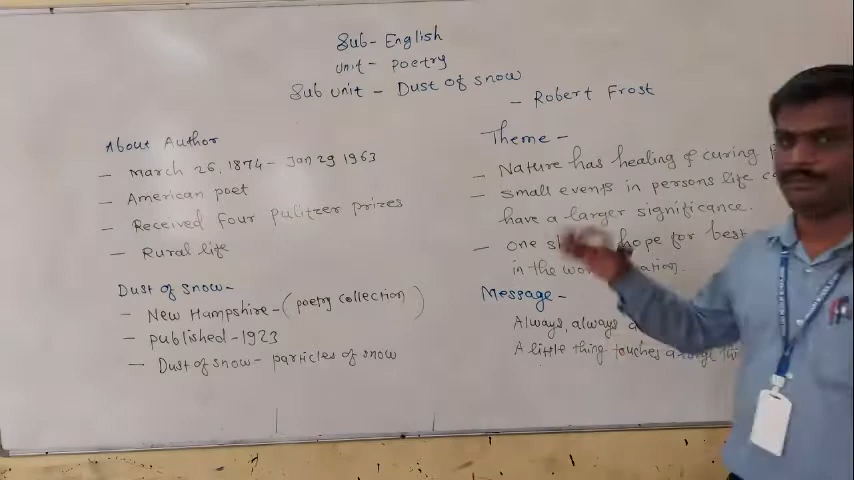 Sub- English
Unit - poetry
Sub unit - Dust of snow
- Robert Frost
About Author
- March 26, 1874 - Jan 29 1963
- American poet
- Received four pulitzer prizes
- Rural life
Dust of snow-
- New Hampshire-(poetry collection)
- published-1923
- Dust of snow- particles of snow
Theme -
- Nature has healing & curing
- Small events in persons life
have a larger significance.
- one hope for best
in the
Message-
Always, always
A little thing touches a large